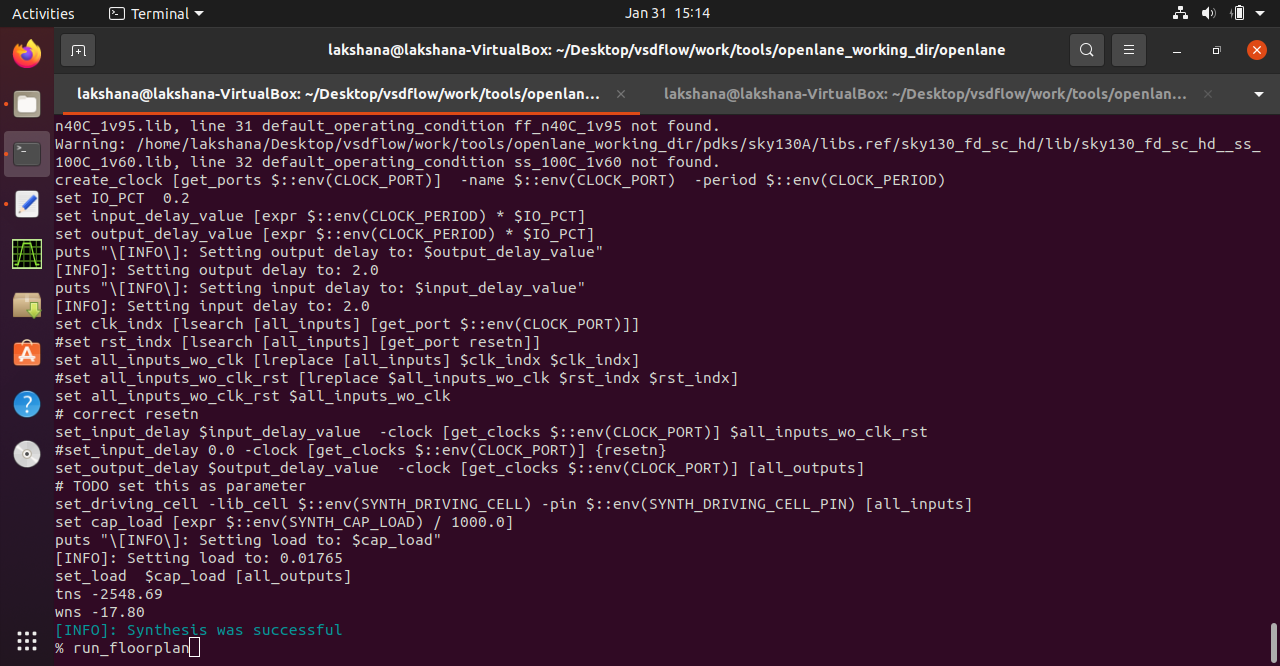 Activities
Terminal
Jan 31 15:14
lakshana@lakshana-VirtualBox: ~/Desktop/vsdflow/work/tools/openlane_working_dir/openlane
lakshana@lakshana-VirtualBox: ~/Desktop/vsdflow/work/tools/openlan...
lakshana@lakshana-VirtualBox: ~/Desktop/vsdflow/work/tools/openlan...
n40C_1v95.lib, line 31 default_operating_condition ff_n40C_1v95 not found.
Warning: /home/lakshana/Desktop/vsdflow/work/tools/openlane_working_dir/pdks/sky130A/libs.ref/sky130_fd_sc_hd/lib/sky130_fd_sc_hd__ss_
100C_1v60.lib, line 32 default_operating_condition ss_100C_1v60 not found.
create_clock [get_ports $::env(CLOCK_PORT)]  -name $::env(CLOCK_PORT)  -period $::env(CLOCK_PERIOD)
set IO_PCT  0.2
set input_delay_value [expr $::env(CLOCK_PERIOD) * $IO_PCT]
set output_delay_value [expr $::env(CLOCK_PERIOD) * $IO_PCT]
puts "\[INFO\]: Setting output delay to: $output_delay_value"
[INFO]: Setting output delay to: 2.0
puts "\[INFO\]: Setting input delay to: $input_delay_value"
[INFO]: Setting input delay to: 2.0
set clk_indx [lsearch [all_inputs] [get_port $::env(CLOCK_PORT)]]
#set rst_indx [lsearch [all_inputs] [get_port resetn]]
set all_inputs_wo_clk [lreplace [all_inputs] $clk_indx $clk_indx]
#set all_inputs_wo_clk_rst [lreplace $all_inputs_wo_clk $rst_indx $rst_indx]
set all_inputs_wo_clk_rst $all_inputs_wo_clk
# correct resetn
set_input_delay $input_delay_value  -clock [get_clocks $::env(CLOCK_PORT)] $all_inputs_wo_clk_rst
#set_input_delay 0.0 -clock [get_clocks $::env(CLOCK_PORT)] {resetn}
set_output_delay $output_delay_value  -clock [get_clocks $::env(CLOCK_PORT)] [all_outputs]
# TODO set this as parameter
set_driving_cell -lib_cell $::env(SYNTH_DRIVING_CELL) -pin $::env(SYNTH_DRIVING_CELL_PIN) [all_inputs]
set cap_load [expr $::env(SYNTH_CAP_LOAD) / 1000.0]
puts "\[INFO\]: Setting load to: $cap_load"
[INFO]: Setting load to: 0.01765
set_load  $cap_load [all_outputs]
tns -2548.69
wns -17.80
[INFO]: Synthesis was successful
% run_floorplan